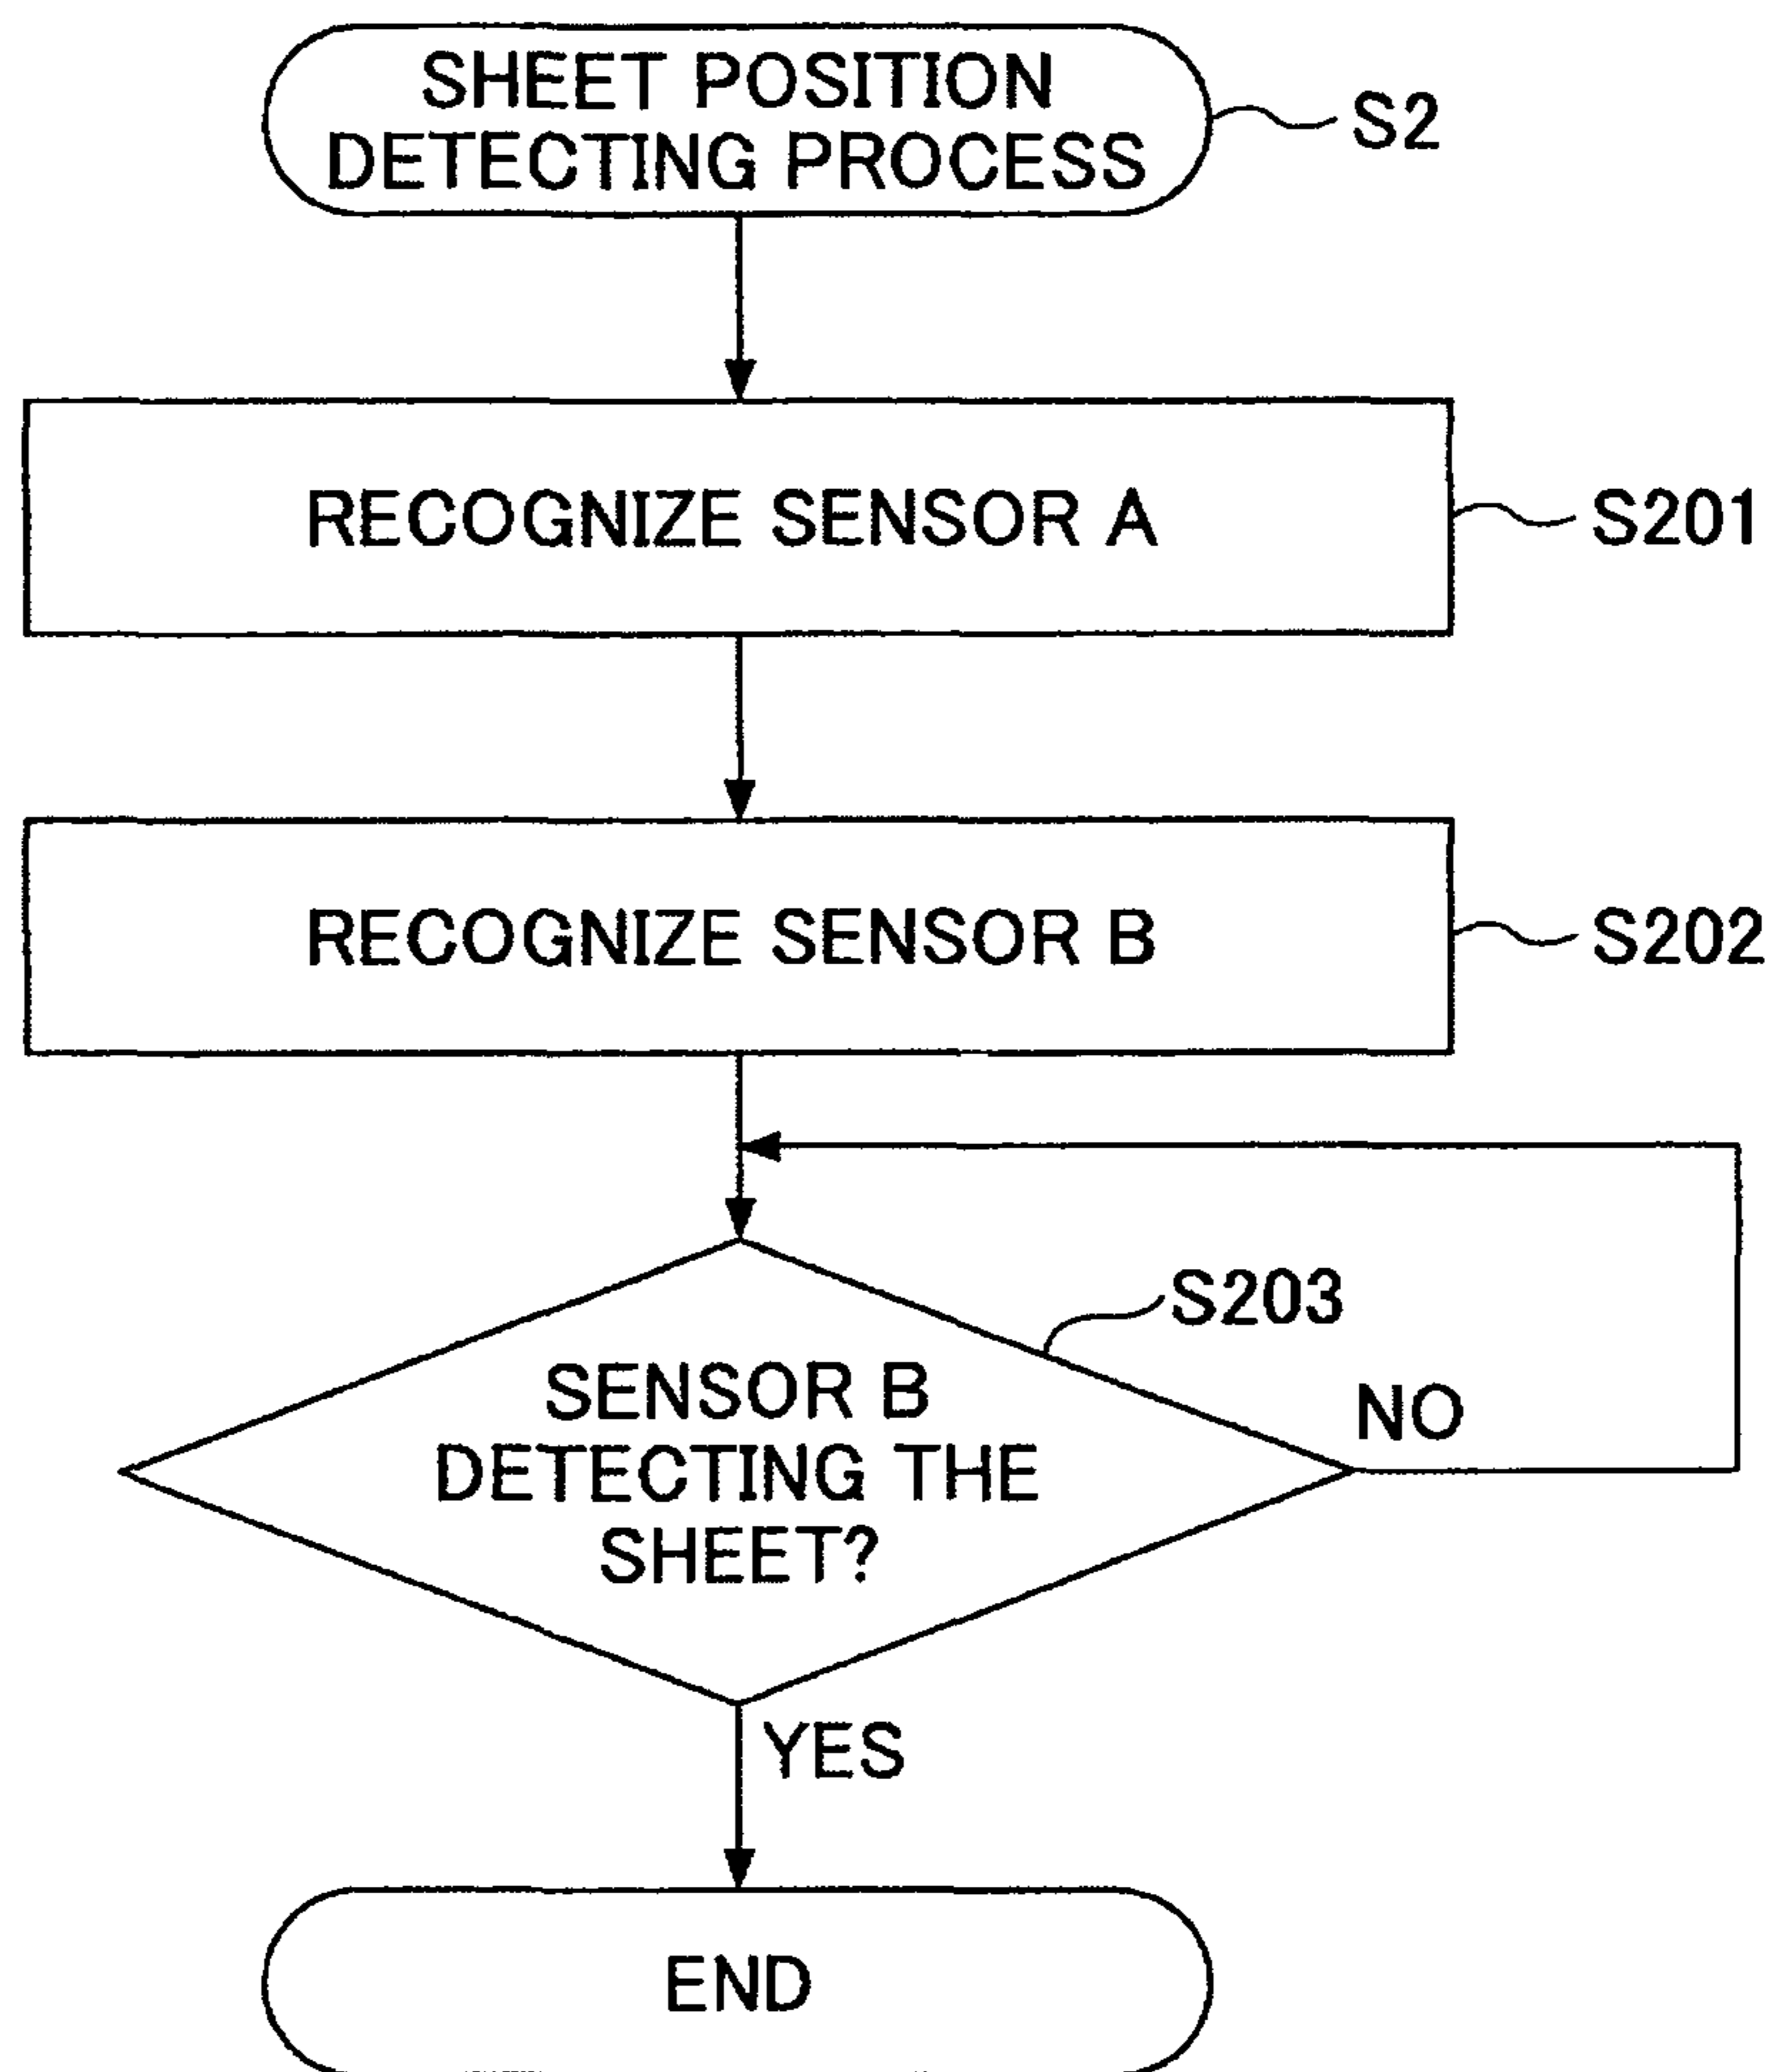 SHEET POSITION
DETECTING PROCESS
S2
RECOGNIZE SENSOR A
S201
RECOGNIZE SENSOR B
S202
S203
SENSOR B
DETECTING THE
SHEET?
NO
YES
END